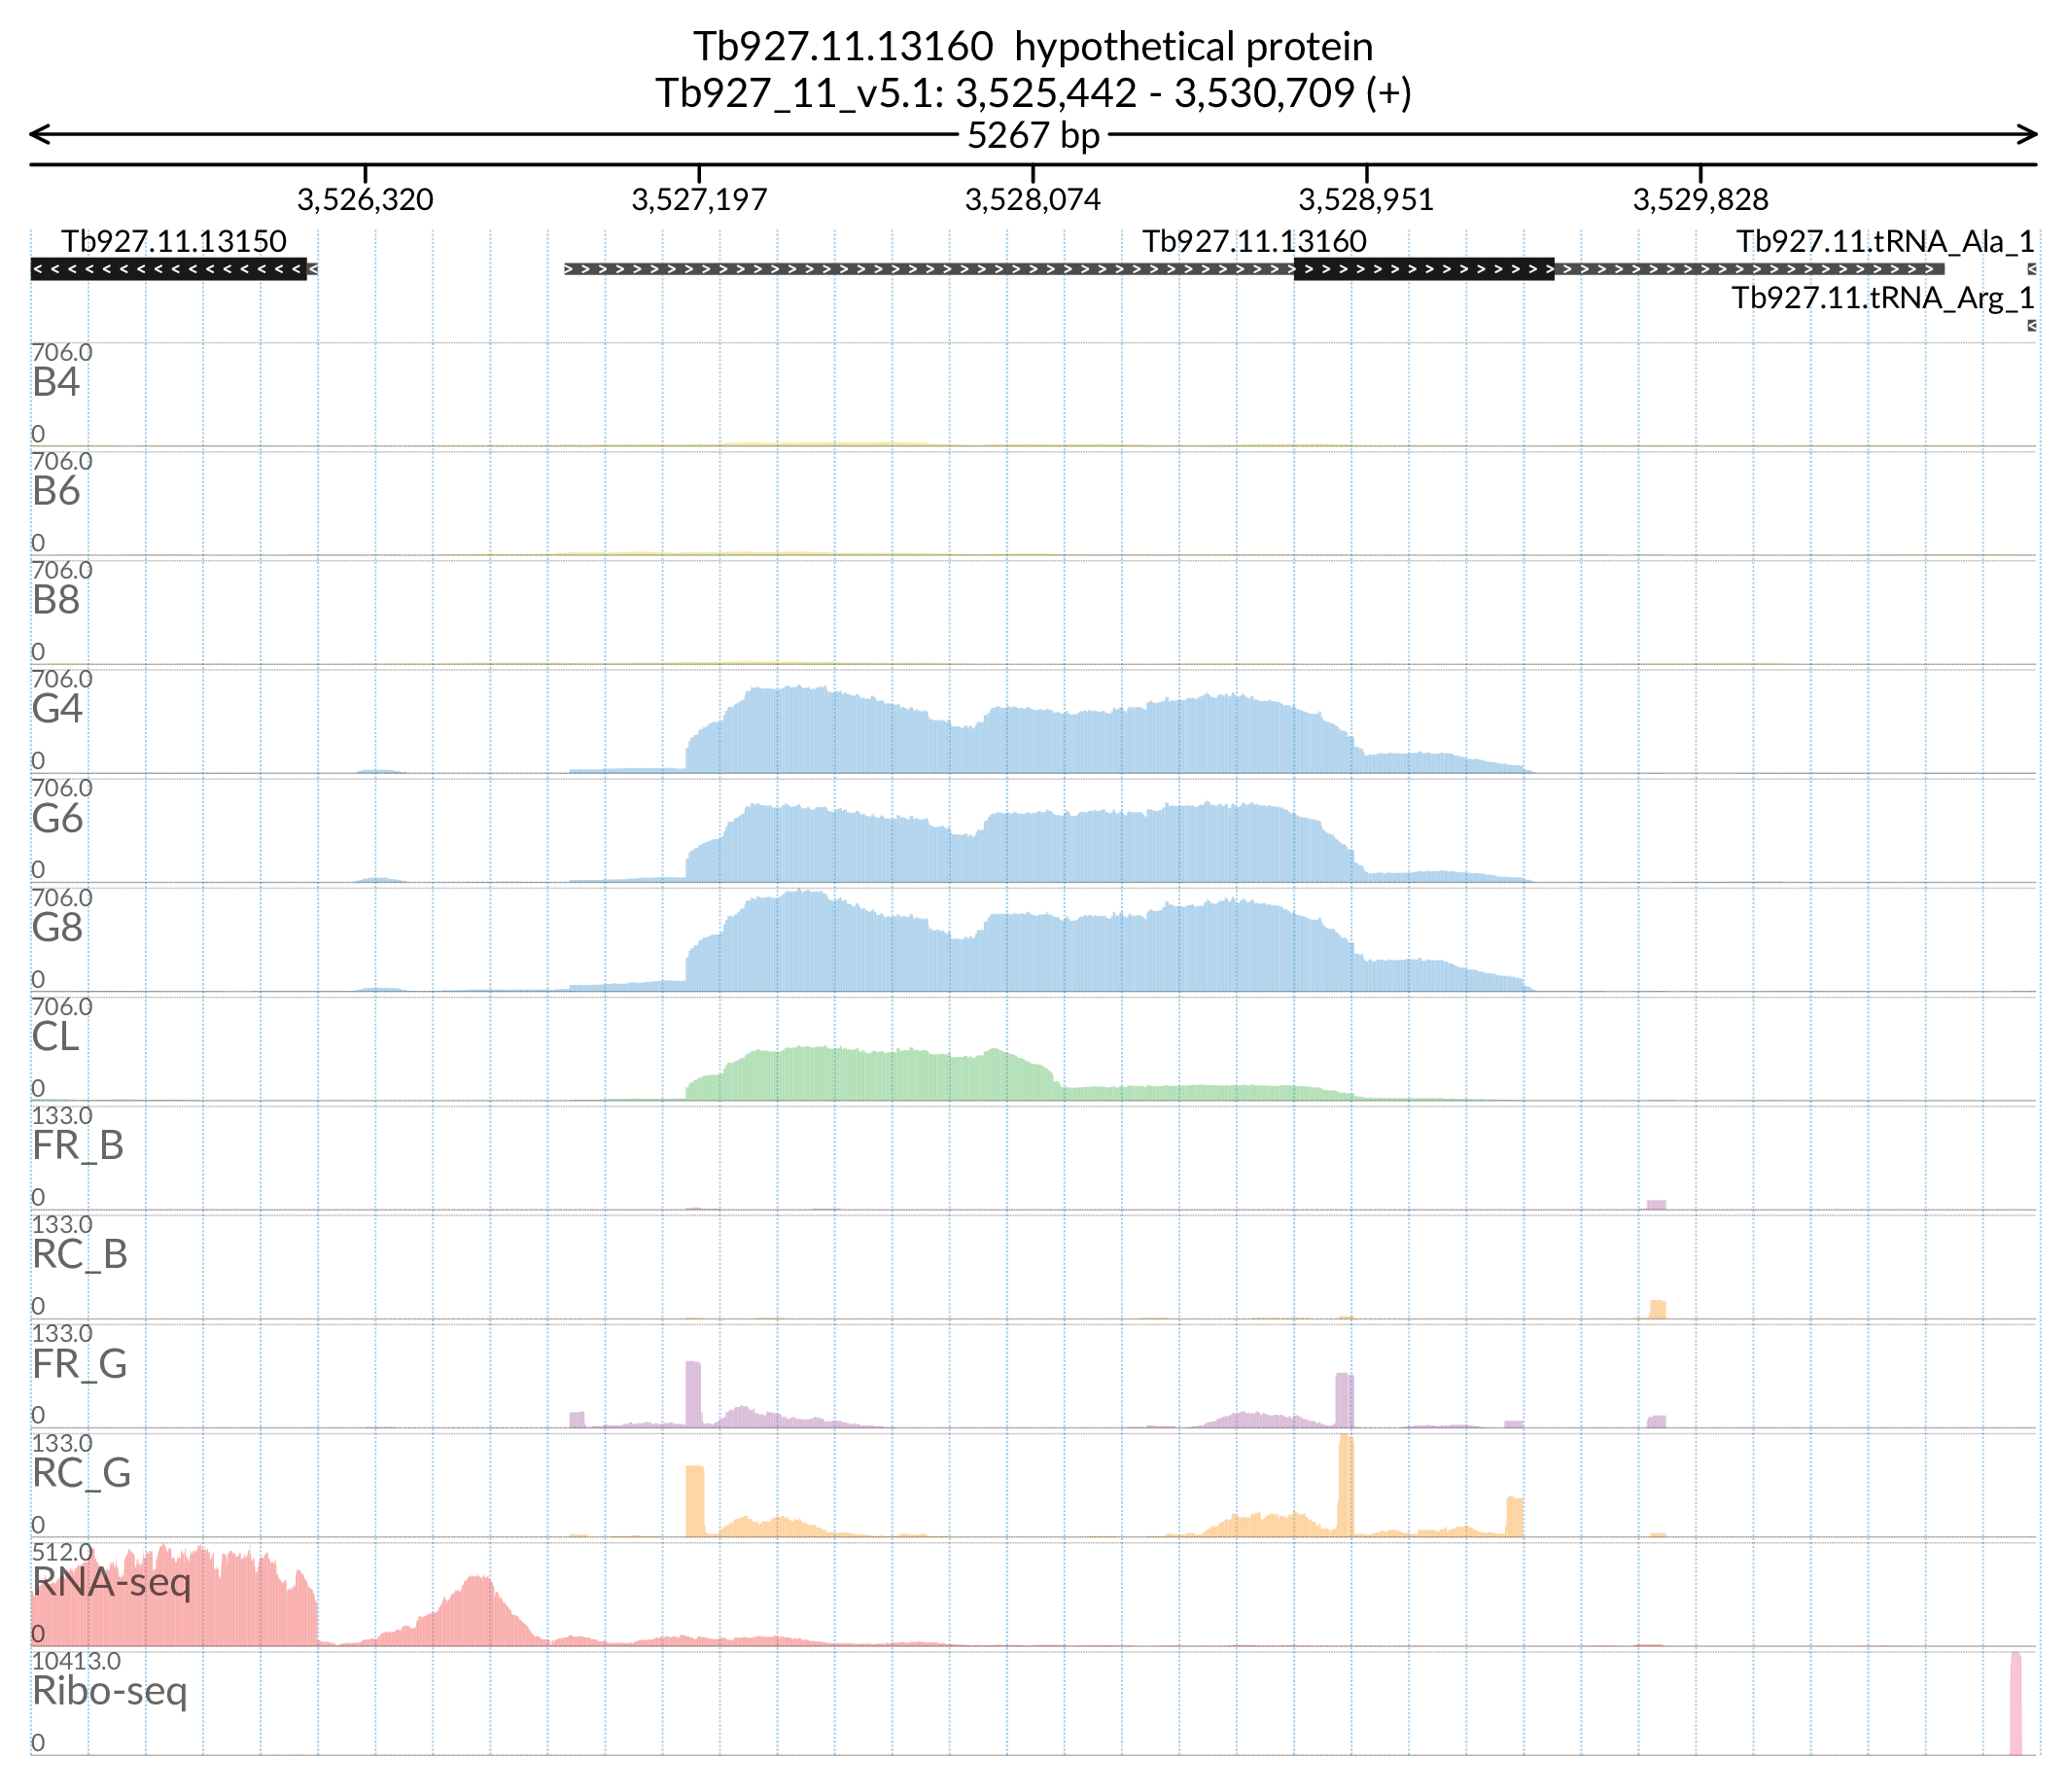 Tb927.11.13160 hypothetical protein
Tb927_11_v5.1: 3,525,442 - 3,530,709 (+)
5267 bp
3,526,320 3,527,197 3,528,074 3,528,951 3,529,828
Tb927.11.13150 Tb927.11.13160 Tb927.11.tRNA_Ala_1
Tb927.11.tRNA_Arg_1
706.0
B4
0
706.0
B6
0
706.0
B8
0
706.0
G4
0
706.0
G6
0
706.0
G8
0
706.0
CL
0
133.0
FR_B
0
133.0
RC_B
0
133.0
FR_G
0
133.0
RC_G
0
512.0
RNA-seq
0
10413.0
Ribo-seq
0